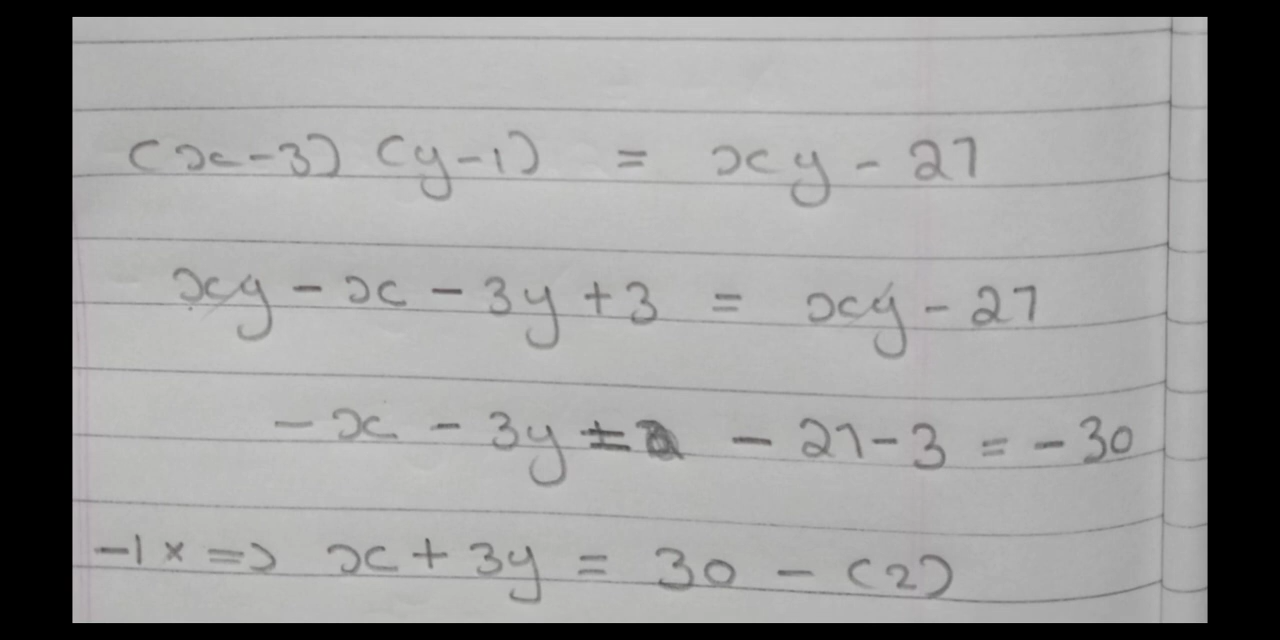 (x-3) (y-1) = xy - 27
xy - x - 3y + 3 = xy - 27
-x - 3y = - 27 - 3 = - 30
-1 x => x + 3y = 30 - (2)